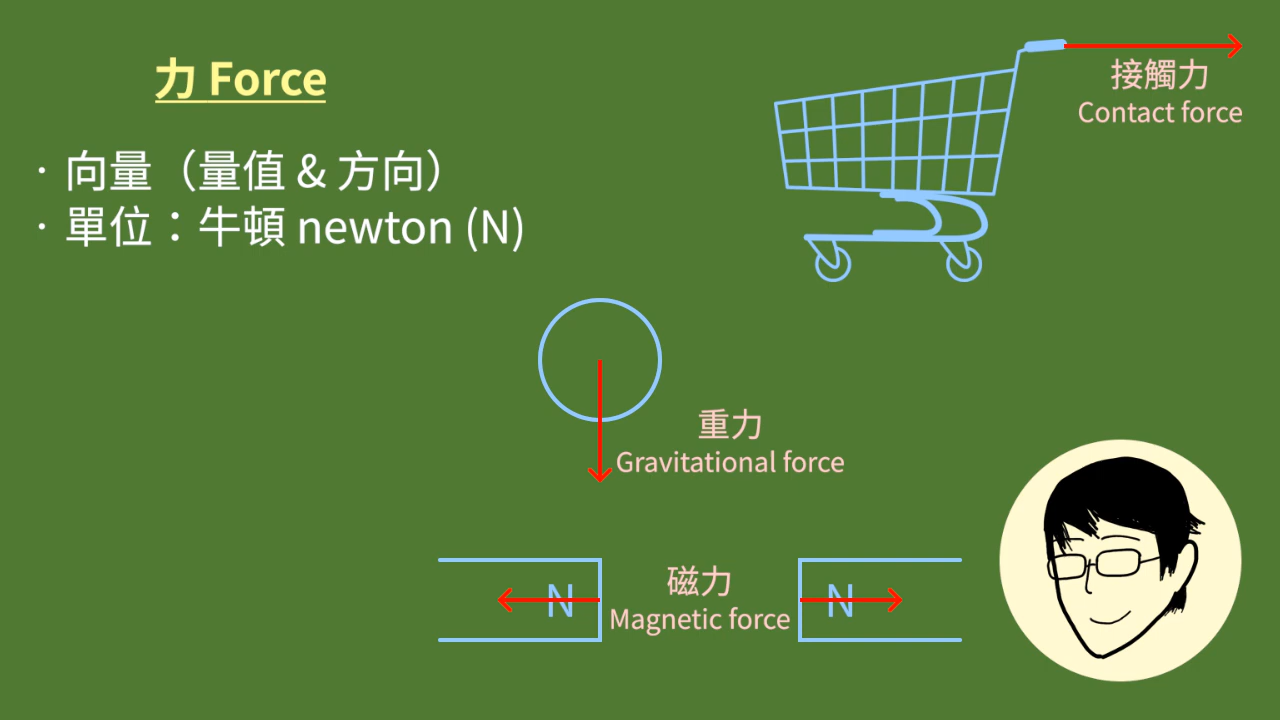 力 Force
· 向量（量值 & 方向）
· 單位：牛頓 newton (N)
接觸力
Contact force
重力
Gravitational force
磁力
Magnetic force
N
N